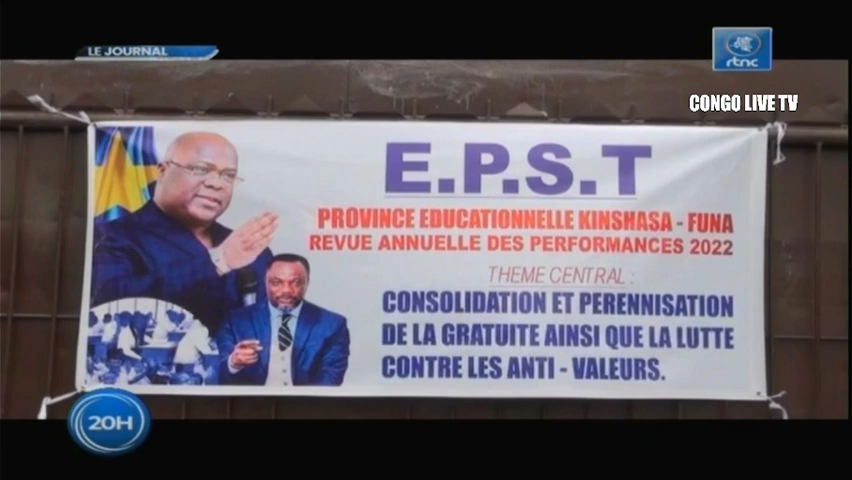 LE JOURNAL
rtnc
CONGO LIVE TV
E.P.S.T
PROVINCE EDUCATIONNELLE KINSHASA - FUNA
REVUE ANNUELLE DES PERFORMANCES 2022
THEME CENTRAL :
CONSOLIDATION ET PERENNISATION
DE LA GRATUITE AINSI QUE LA LUTTE
CONTRE LES ANTI - VALEURS.
20H